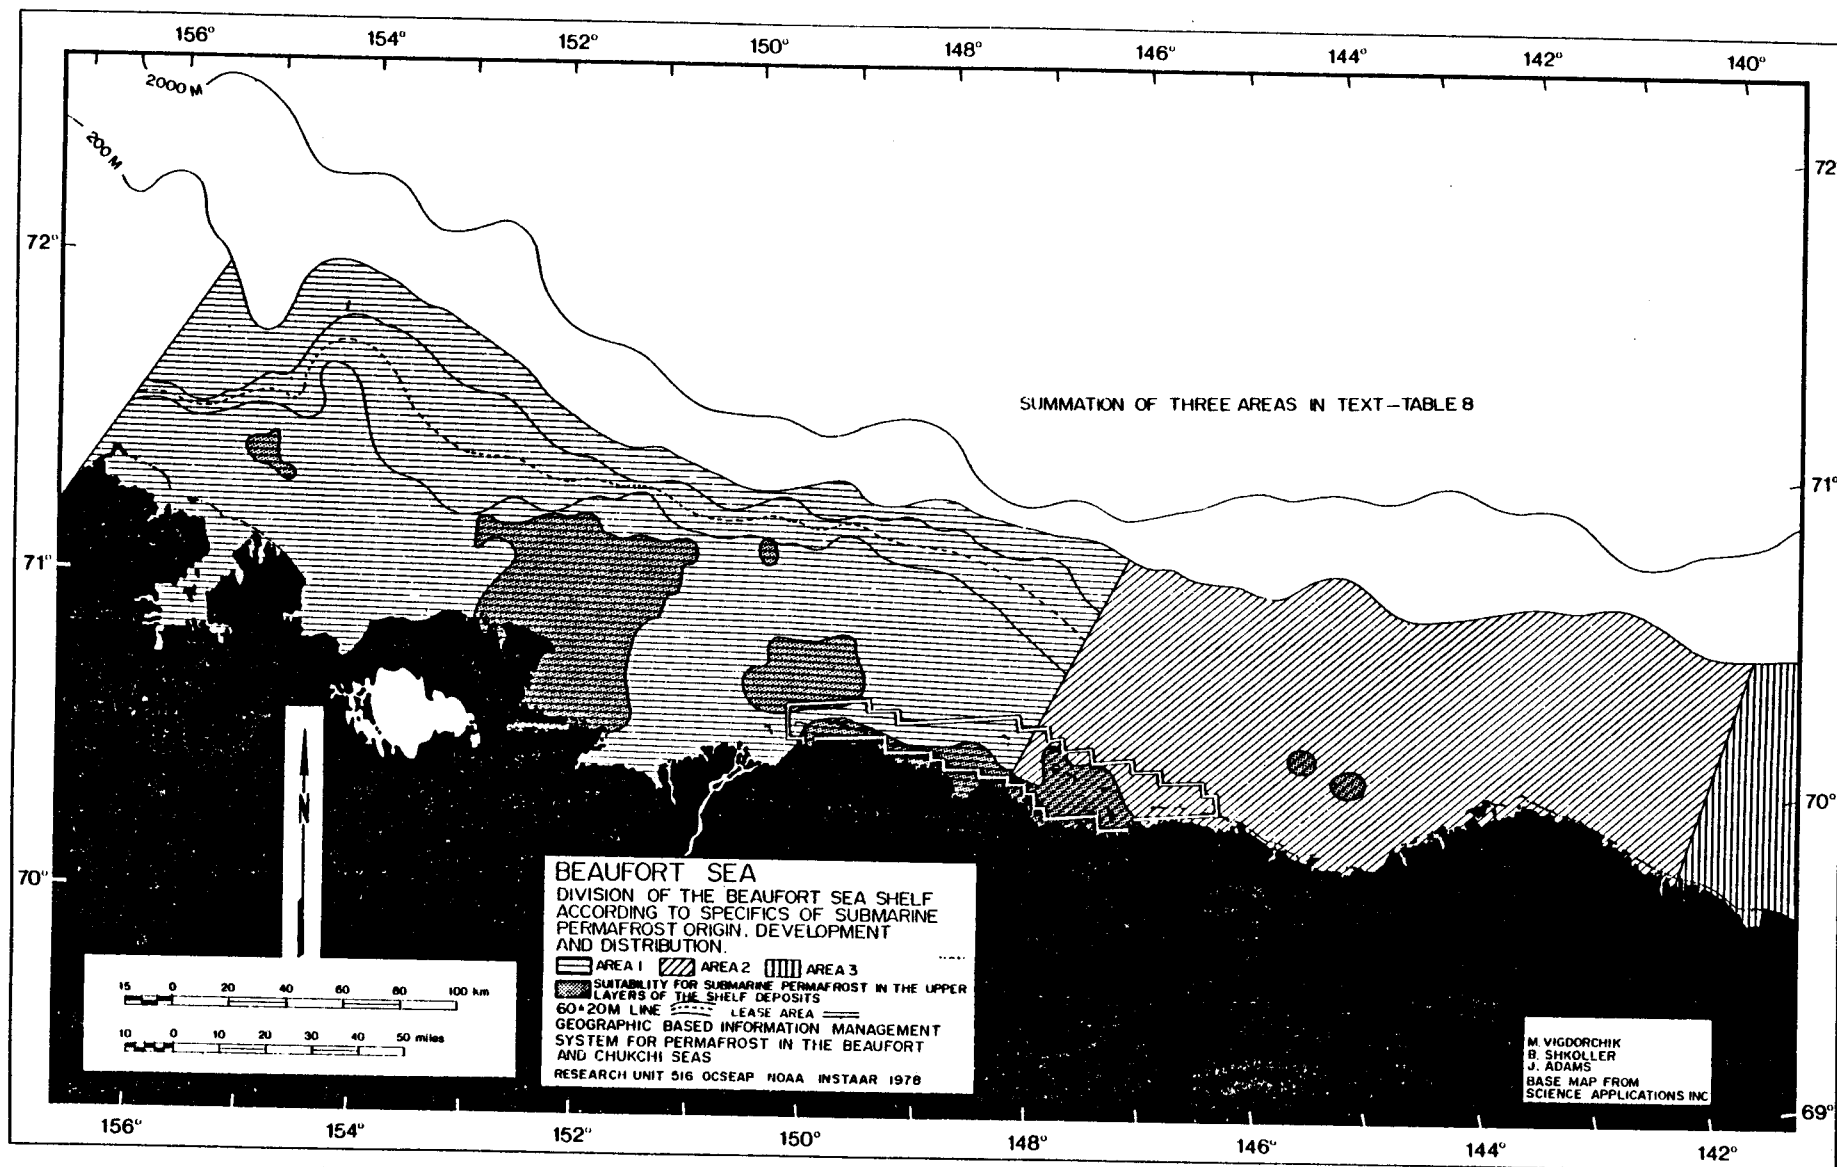 156° 154° 152° 150° 148° 146° 144° 142° 140°
2000 M
200 M
72°
72°
SUMMATION OF THREE AREAS IN TEXT—TABLE 8
71°
71°
70°
70°
N
BEAUFORT SEA
DIVISION OF THE BEAUFORT SEA SHELF
ACCORDING TO SPECIFICS OF SUBMARINE
PERMAFROST ORIGIN, DEVELOPMENT
AND DISTRIBUTION.
AREA 1 AREA 2 AREA 3
SUITABILITY FOR SUBMARINE PERMAFROST IN THE UPPER
LAYERS OF THE SHELF DEPOSITS
60±20M LINE LEASE AREA
GEOGRAPHIC BASED INFORMATION MANAGEMENT
SYSTEM FOR PERMAFROST IN THE BEAUFORT
AND CHUKCHI SEAS
RESEARCH UNIT 516 OCSEAP NOAA INSTAAR 1978
15 0 20 40 60 80 100 km
10 0 10 20 30 40 50 miles
M. VIGDORCHIK
B. SHKOLLER
J. ADAMS
BASE MAP FROM
SCIENCE APPLICATIONS INC
69°
156° 154° 152° 150° 148° 146° 144° 142°